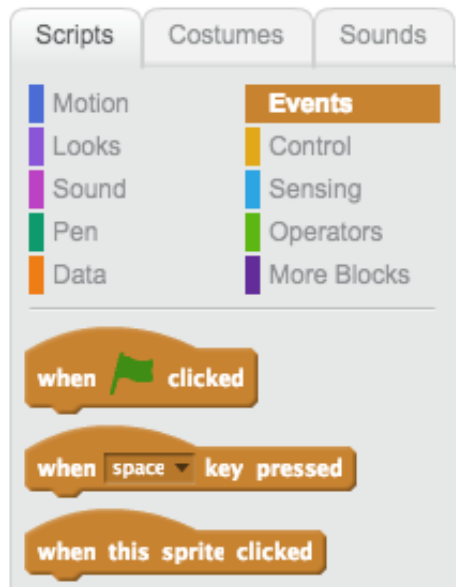 Scripts Costumes Sounds
Motion Events
Looks Control
Sound Sensing
Pen Operators
Data More Blocks
when clicked
when space key pressed
when this sprite clicked